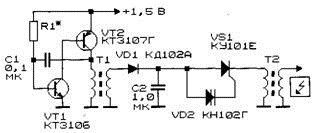 +1,5 В
R1*
VT2
КТ3107Г
C1
0,1
МК
T1
VD1 КД102А
VS1
КУ101Е
T2
C2
1,0
МК
VD2 КН102Г
VT1
КТ3106